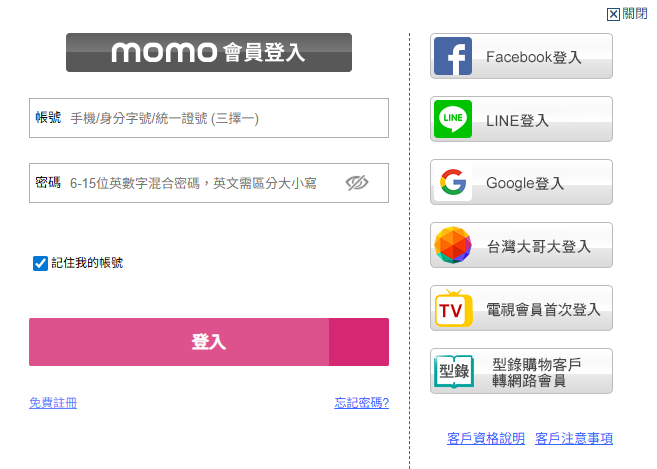 關閉
momo 會員登入
帳號 手機/身分字號/統一證號 (三擇一)
密碼 6-15位英數字混合密碼，英文需區分大小寫
記住我的帳號
登入
免費註冊 忘記密碼?
Facebook登入
LINE LINE登入
Google登入
台灣大哥大登入
TV 電視會員首次登入
型錄 型錄購物客戶
轉網路會員
客戶資格說明 客戶注意事項